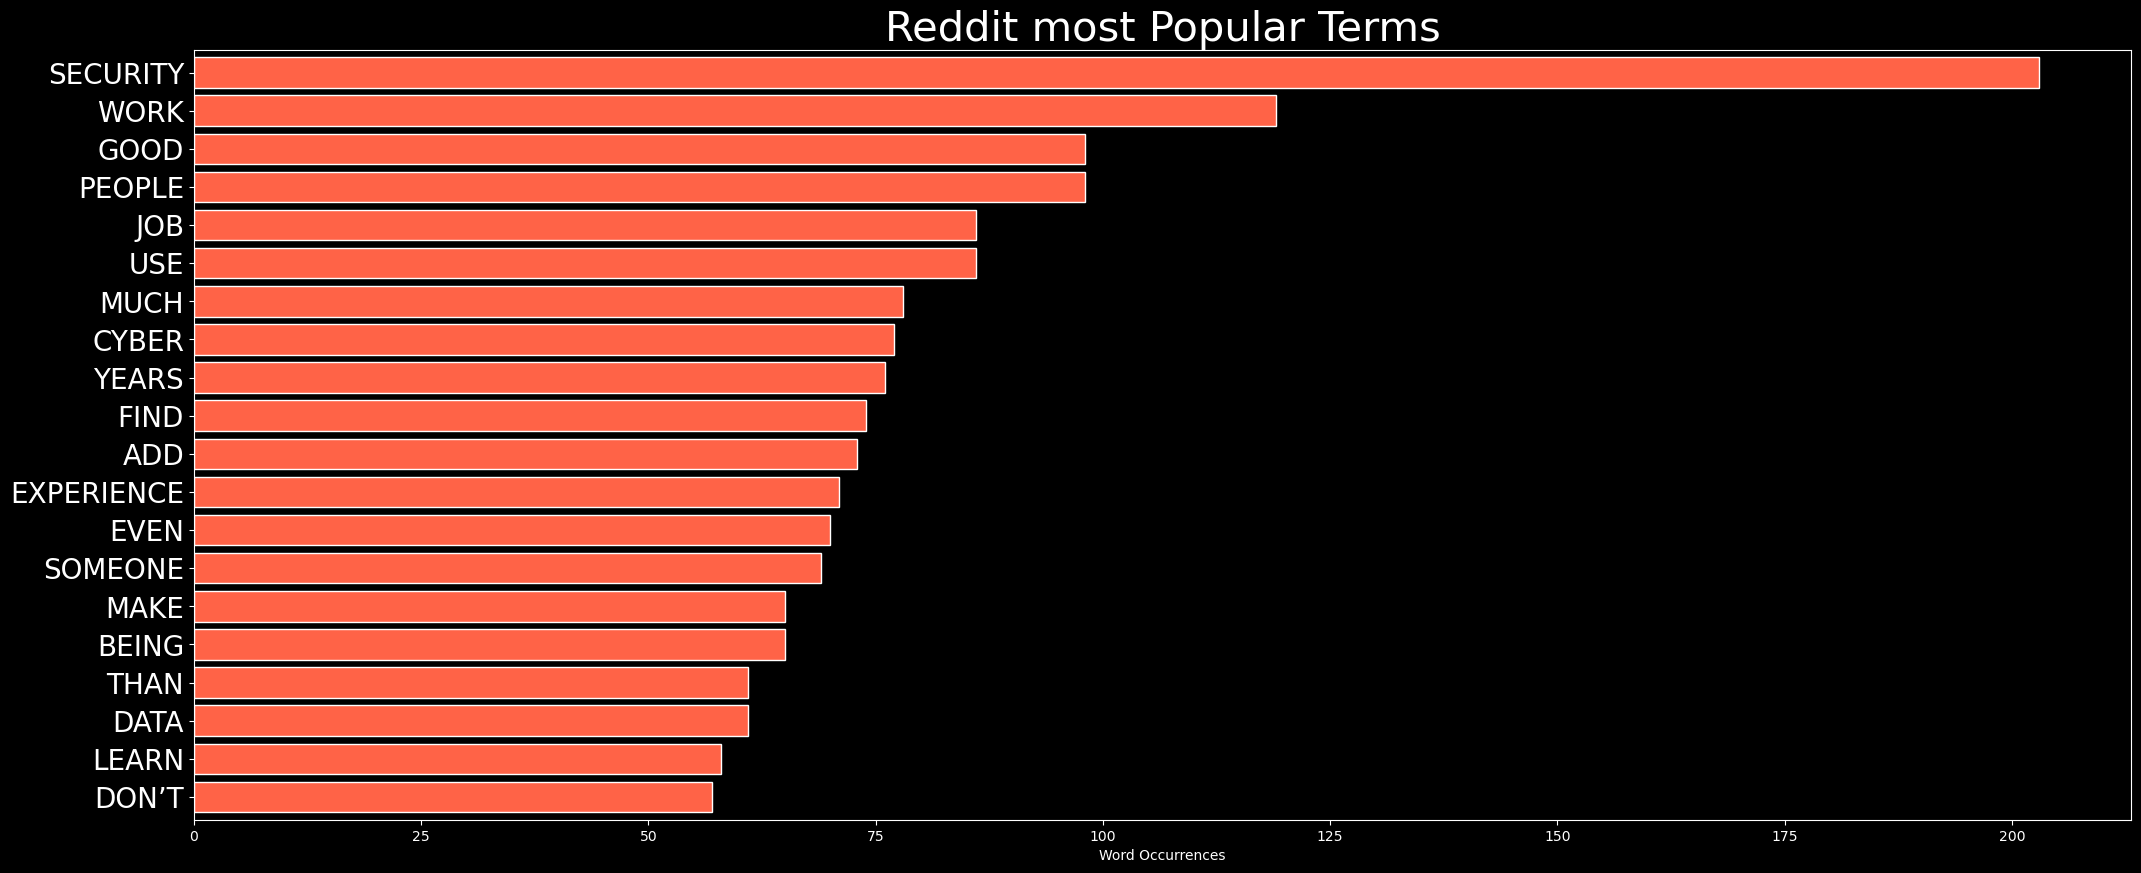 Reddit most Popular Terms
SECURITY
WORK
GOOD
PEOPLE
JOB
USE
MUCH
CYBER
YEARS
FIND
ADD
EXPERIENCE
EVEN
SOMEONE
MAKE
BEING
THAN
DATA
LEARN
DON’T
0 25 50 75 100 125 150 175 200
Word Occurrences